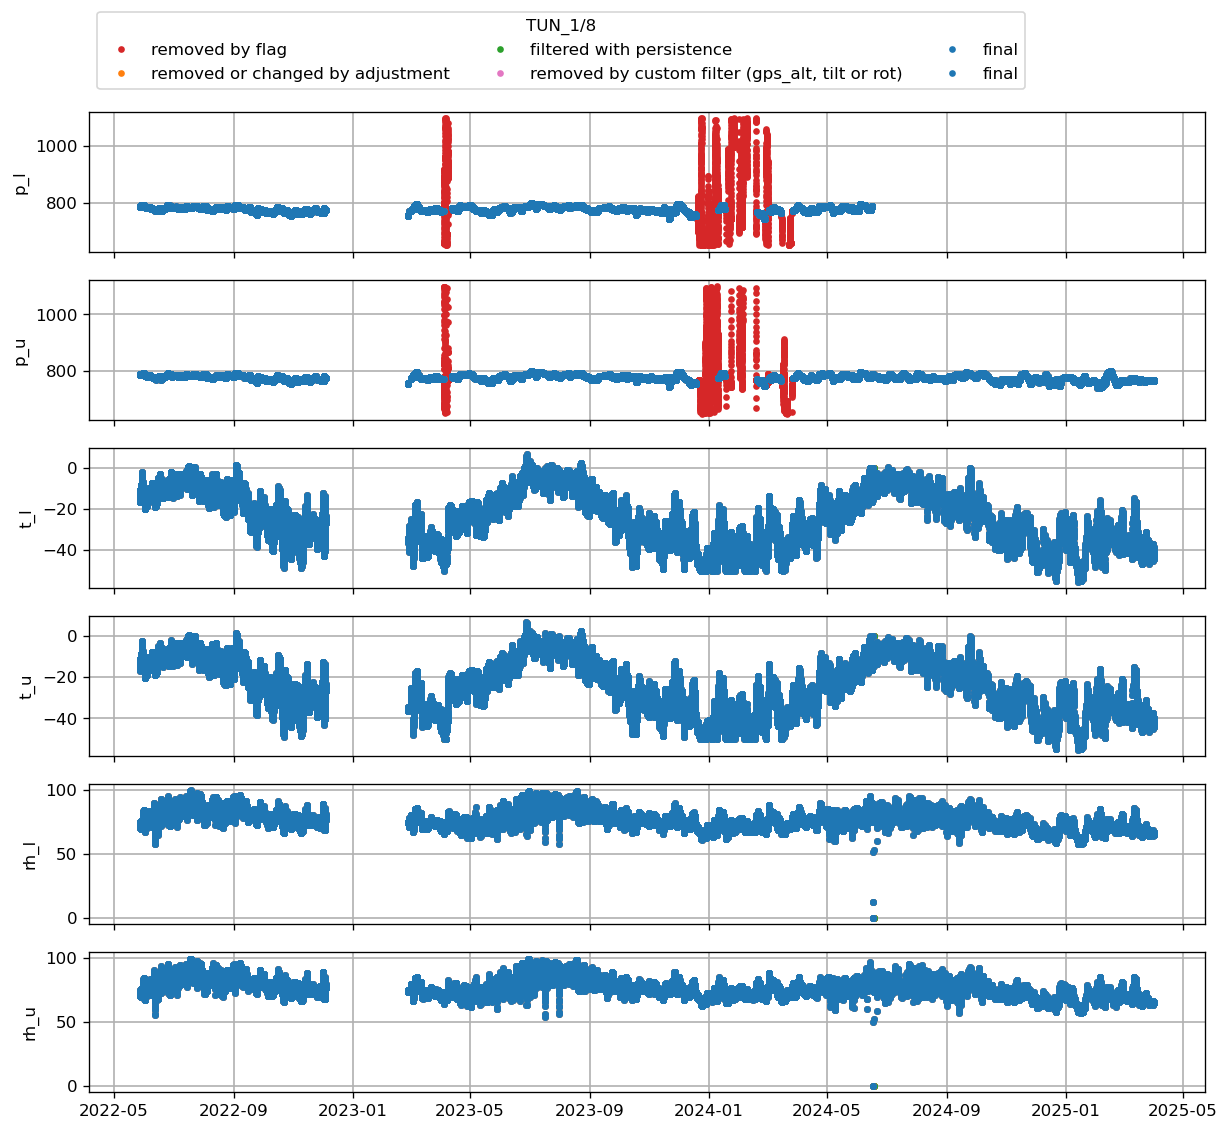 TUN_1/8
removed by flag
filtered with persistence
final
removed or changed by adjustment
removed by custom filter (gps_alt, tilt or rot)
final
1000
800
p_l
1000
800
p_u
0
−20
−40
t_l
0
−20
−40
t_u
100
50
0
rh_l
100
50
0
rh_u
2022-05 2022-09 2023-01 2023-05 2023-09 2024-01 2024-05 2024-09 2025-01 2025-05